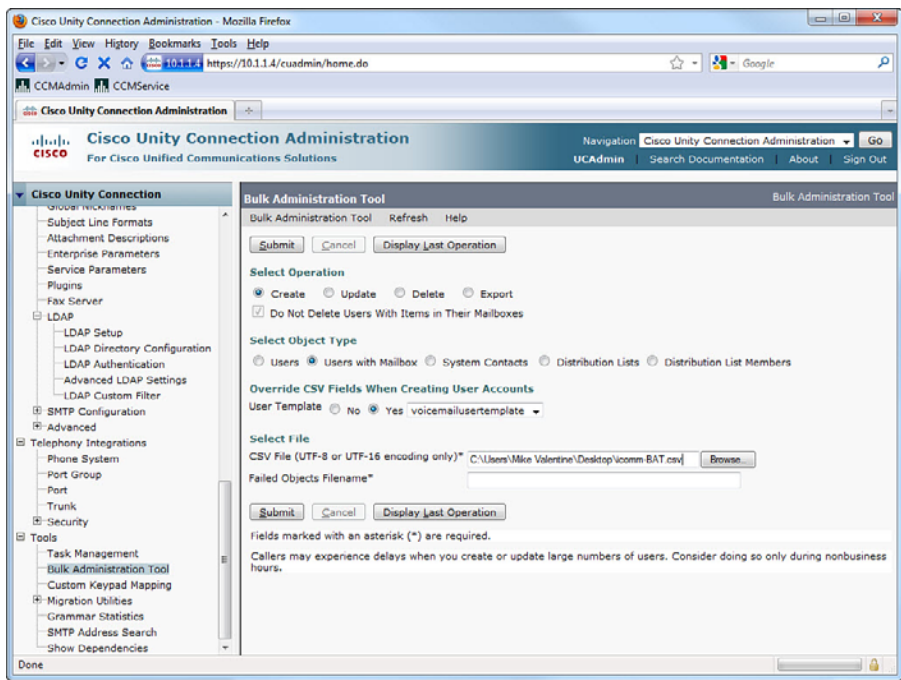 Cisco Unity Connection Administration - Mozilla Firefox
File Edit View History Bookmarks Tools Help
10.1.1.4 https://10.1.1.4/cuadmin/home.do
Google
CCMAdmin CCMService
Cisco Unity Connection Administration
CISCO
Cisco Unity Connection Administration
For Cisco Unified Communications Solutions
Navigation Cisco Unity Connection Administration Go
UCAdmin | Search Documentation | About | Sign Out
Cisco Unity Connection
Global Nicknames
Subject Line Formats
Attachment Descriptions
Enterprise Parameters
Service Parameters
Plugins
Fax Server
LDAP
LDAP Setup
LDAP Directory Configuration
LDAP Authentication
Advanced LDAP Settings
LDAP Custom Filter
SMTP Configuration
Advanced
Telephony Integrations
Phone System
Port Group
Port
Trunk
Security
Tools
Task Management
Bulk Administration Tool
Custom Keypad Mapping
Migration Utilities
Grammar Statistics
SMTP Address Search
Show Dependencies
Bulk Administration Tool
Bulk Administration Tool
Bulk Administration Tool Refresh Help
Submit Cancel Display Last Operation
Select Operation
Create Update Delete Export
Do Not Delete Users With Items in Their Mailboxes
Select Object Type
Users Users with Mailbox System Contacts Distribution Lists Distribution List Members
Override CSV Fields When Creating User Accounts
User Template No Yes voicemailusertemplate
Select File
CSV File (UTF-8 or UTF-16 encoding only)* C:\Users\Mike Valentine\Desktop\icomm-BAT.csv Browse...
Failed Objects Filename*
Submit Cancel Display Last Operation
Fields marked with an asterisk (*) are required.
Callers may experience delays when you create or update large numbers of users. Consider doing so only during nonbusiness
hours.
Done